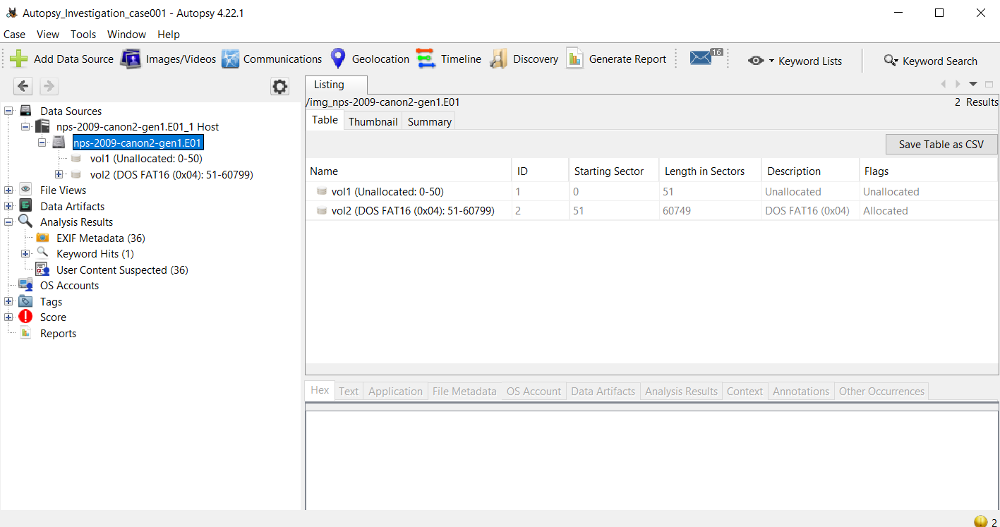 Autopsy_Investigation_case001 - Autopsy 4.22.1
Case View Tools Window Help
Add Data Source Images/Videos Communications Geolocation Timeline Discovery Generate Report 16 Keyword Lists Keyword Search
Data Sources
nps-2009-canon2-gen1.E01_1 Host
nps-2009-canon2-gen1.E01
vol1 (Unallocated: 0-50)
vol2 (DOS FAT16 (0x04): 51-60799)
File Views
Data Artifacts
Analysis Results
EXIF Metadata (36)
Keyword Hits (1)
User Content Suspected (36)
OS Accounts
Tags
Score
Reports
Listing
/img_nps-2009-canon2-gen1.E01 2 Results
Table Thumbnail Summary
Save Table as CSV
Name ID Starting Sector Length in Sectors Description Flags
vol1 (Unallocated: 0-50) 1 0 51 Unallocated Unallocated
vol2 (DOS FAT16 (0x04): 51-60799) 2 51 60749 DOS FAT16 (0x04) Allocated
Hex Text Application File Metadata OS Account Data Artifacts Analysis Results Context Annotations Other Occurrences
2